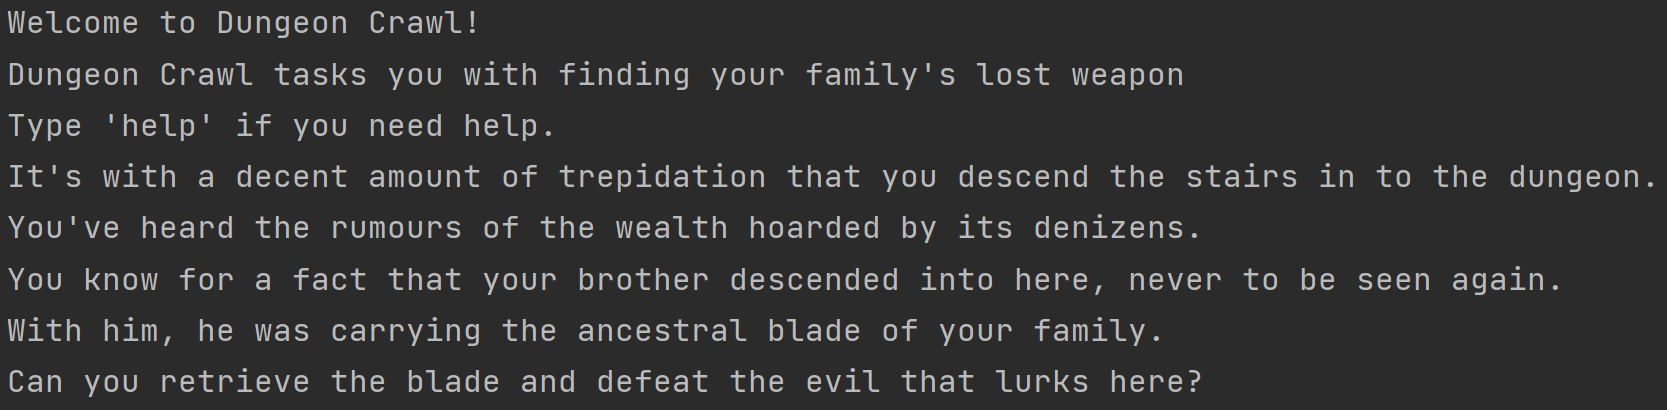 Welcome to Dungeon Crawl!
Dungeon Crawl tasks you with finding your family's lost weapon
Type 'help' if you need help.
It's with a decent amount of trepidation that you descend the stairs in to the dungeon.
You've heard the rumours of the wealth hoarded by its denizens.
You know for a fact that your brother descended into here, never to be seen again.
With him, he was carrying the ancestral blade of your family.
Can you retrieve the blade and defeat the evil that lurks here?